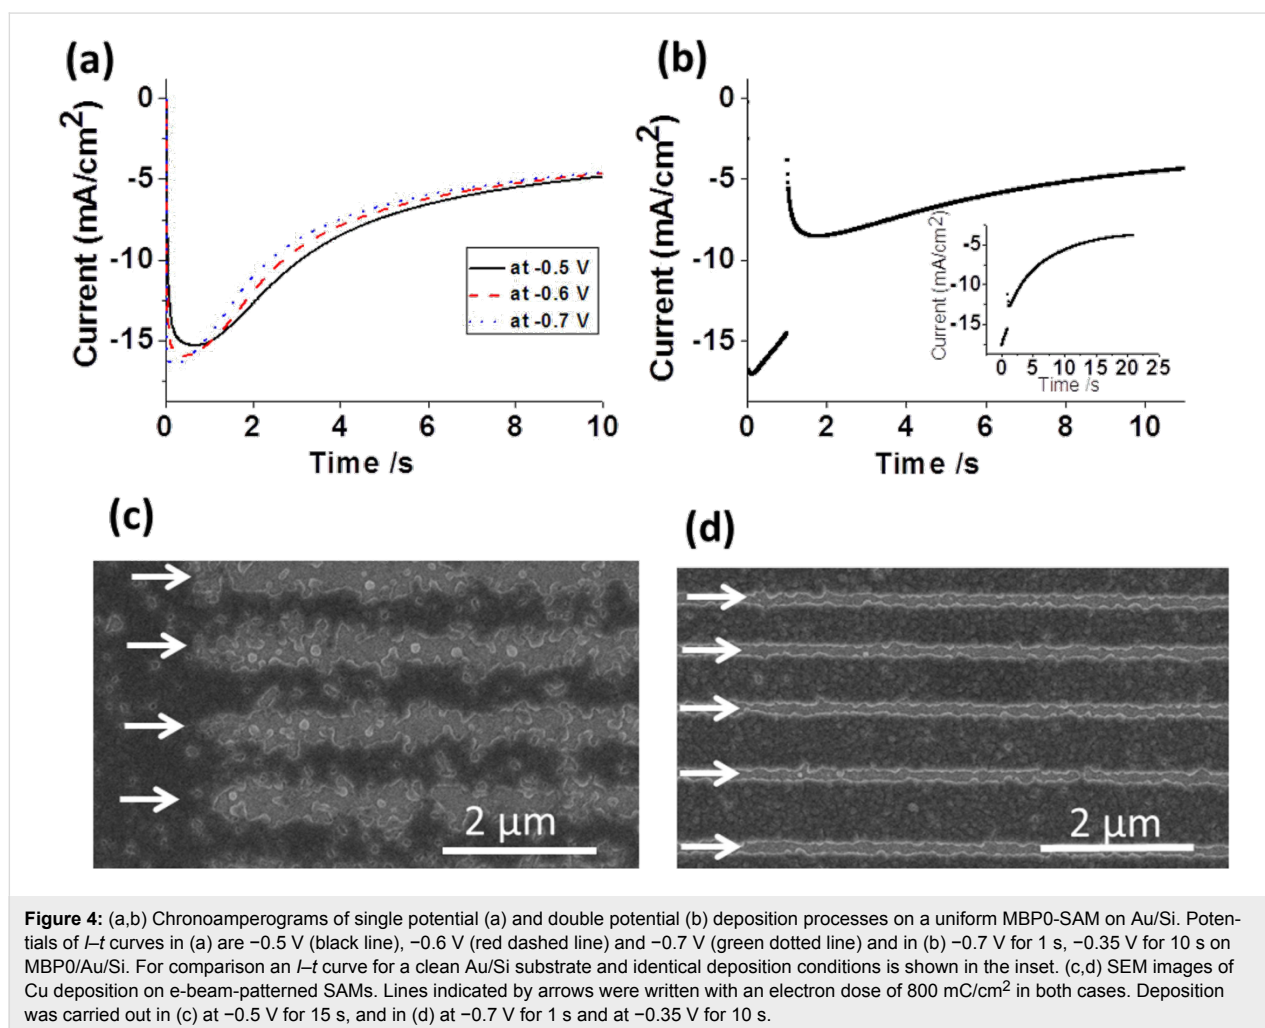 (a)
0
-5
-10
-15
Current (mA/cm²)
at -0.5 V
at -0.6 V
at -0.7 V
0 2 4 6 8 10
Time /s
(b)
0
-5
-10
-15
Current (mA/cm²)
-5
-10
-15
Current (mA/cm2)
0 5 10 15 20 25
Time /s
0 2 4 6 8 10
Time /s
(c)
2 μm
(d)
2 μm
Figure 4: (a,b) Chronoamperograms of single potential (a) and double potential (b) deposition processes on a uniform MBP0-SAM on Au/Si. Poten-
tials of I–t curves in (a) are −0.5 V (black line), −0.6 V (red dashed line) and −0.7 V (green dotted line) and in (b) −0.7 V for 1 s, −0.35 V for 10 s on
MBP0/Au/Si. For comparison an I–t curve for a clean Au/Si substrate and identical deposition conditions is shown in the inset. (c,d) SEM images of
Cu deposition on e-beam-patterned SAMs. Lines indicated by arrows were written with an electron dose of 800 mC/cm² in both cases. Deposition
was carried out in (c) at −0.5 V for 15 s, and in (d) at −0.7 V for 1 s and at −0.35 V for 10 s.